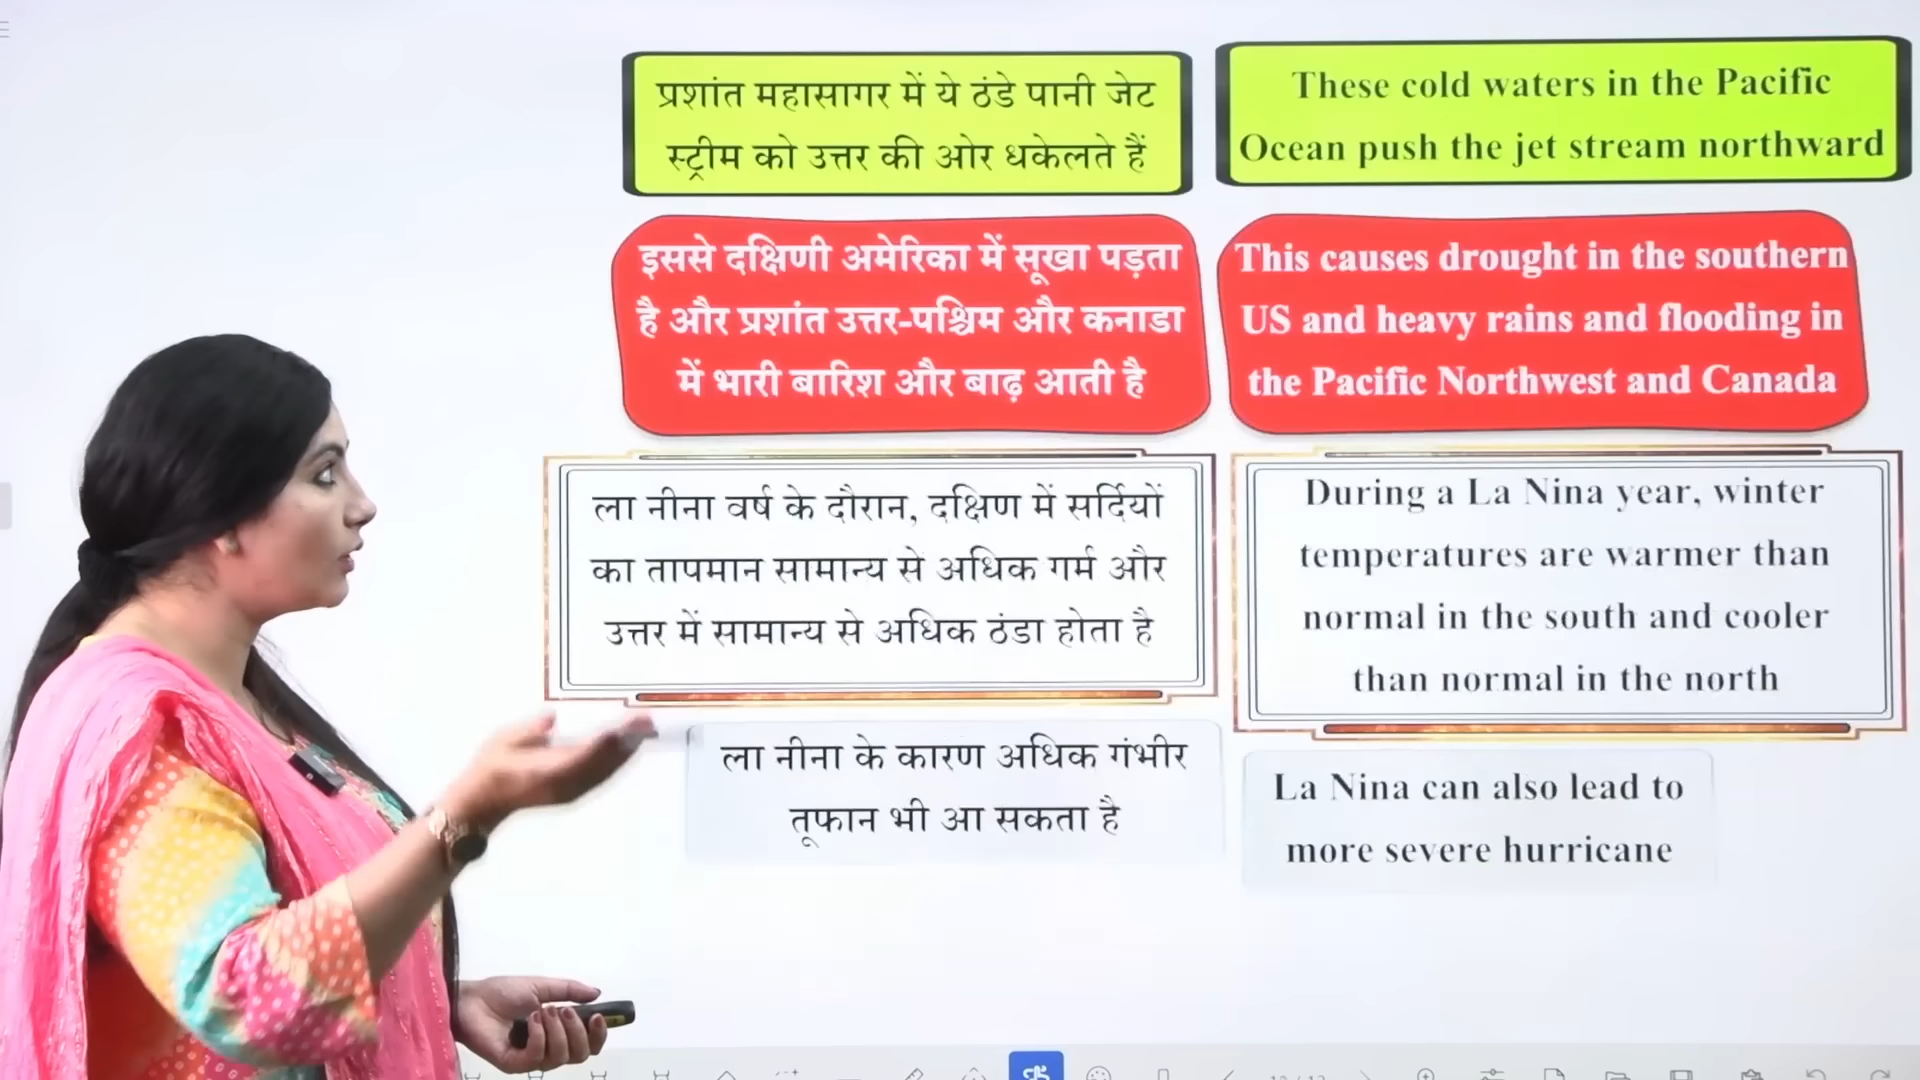 प्रशांत महासागर में ये ठंडे पानी जेट
स्ट्रीम को उत्तर की ओर धकेलते हैं
These cold waters in the Pacific
Ocean push the jet stream northward
इससे दक्षिणी अमेरिका में सूखा पड़ता
है और प्रशांत उत्तर-पश्चिम और कनाडा
में भारी बारिश और बाढ़ आती है
This causes drought in the southern
US and heavy rains and flooding in
the Pacific Northwest and Canada
ला नीना वर्ष के दौरान, दक्षिण में सर्दियों
का तापमान सामान्य से अधिक गर्म और
उत्तर में सामान्य से अधिक ठंडा होता है
During a La Nina year, winter
temperatures are warmer than
normal in the south and cooler
than normal in the north
ला नीना के कारण अधिक गंभीर
तूफान भी आ सकता है
La Nina can also lead to
more severe hurricane